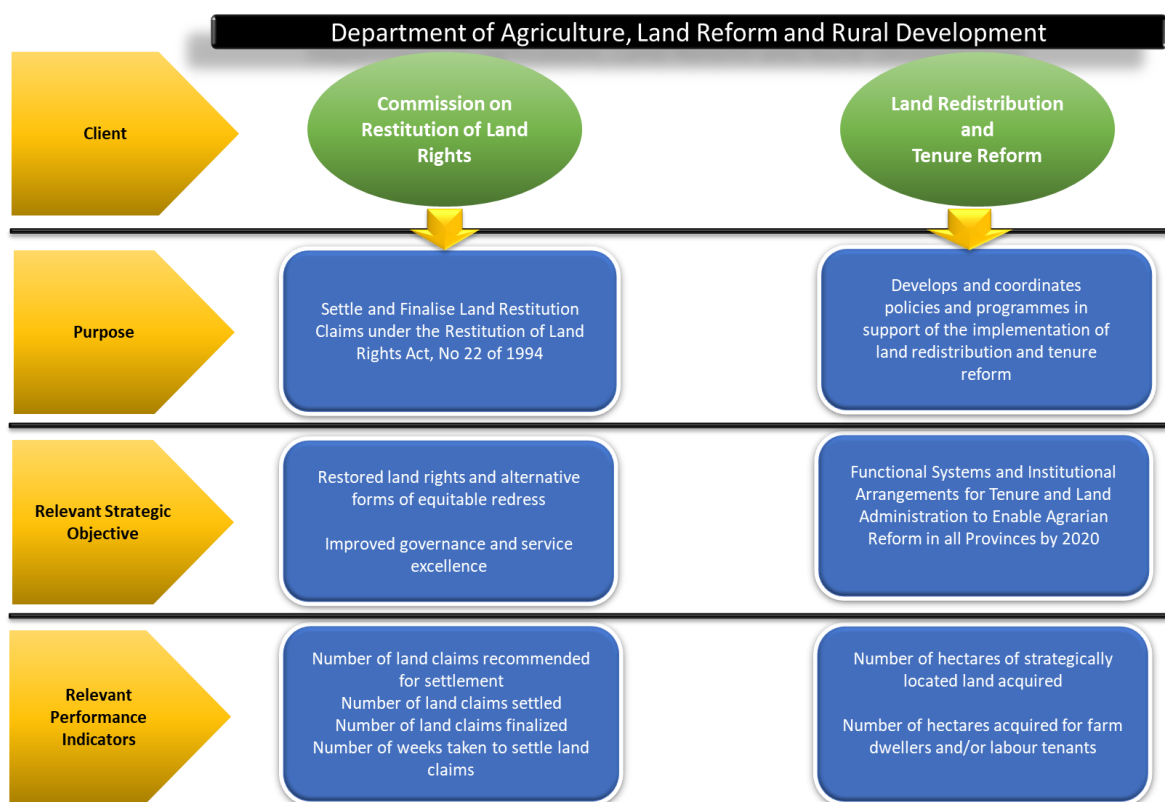 Department of Agriculture, Land Reform and Rural Development
Client
Commission on
Restitution of Land
Rights
Land Redistribution
and
Tenure Reform
Purpose
Settle and Finalise Land Restitution
Claims under the Restitution of Land
Rights Act, No 22 of 1994
Develops and coordinates
policies and programmes in
support of the implementation of
land redistribution and tenure
reform
Relevant Strategic
Objective
Restored land rights and alternative
forms of equitable redress
Improved governance and service
excellence
Functional Systems and Institutional
Arrangements for Tenure and Land
Administration to Enable Agrarian
Reform in all Provinces by 2020
Relevant
Performance
Indicators
Number of land claims recommended
for settlement
Number of land claims settled
Number of land claims finalized
Number of weeks taken to settle land
claims
Number of hectares of strategically
located land acquired
Number of hectares acquired for farm
dwellers and/or labour tenants